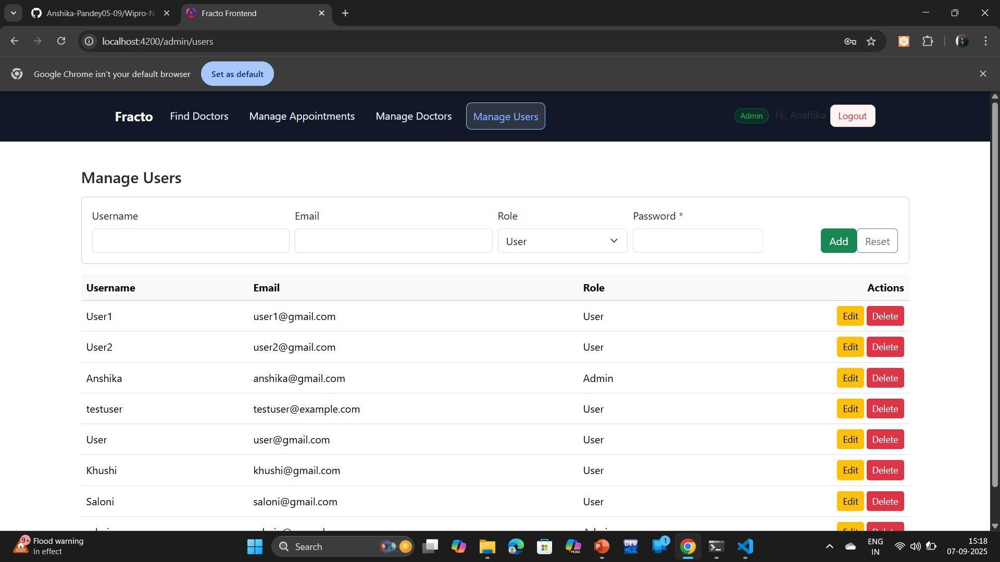 Anshika-Pandey05-09/Wipro-N
Fracto Frontend
localhost:4200/admin/users
Google Chrome isn't your default browser
Set as default
Fracto
Find Doctors
Manage Appointments
Manage Doctors
Manage Users
Admin
Hi, Anshika
Logout
Manage Users
Username
Email
Role
Password *
User
Add
Reset
Username Email Role Actions
User1 user1@gmail.com User Edit Delete
User2 user2@gmail.com User Edit Delete
Anshika anshika@gmail.com Admin Edit Delete
testuser testuser@example.com User Edit Delete
User user@gmail.com User Edit Delete
Khushi khushi@gmail.com User Edit Delete
Saloni saloni@gmail.com User Edit Delete
9+
Flood warning
In effect
Search
M365
P
DEV
C++
1
ENG
IN
15:18
07-09-2025